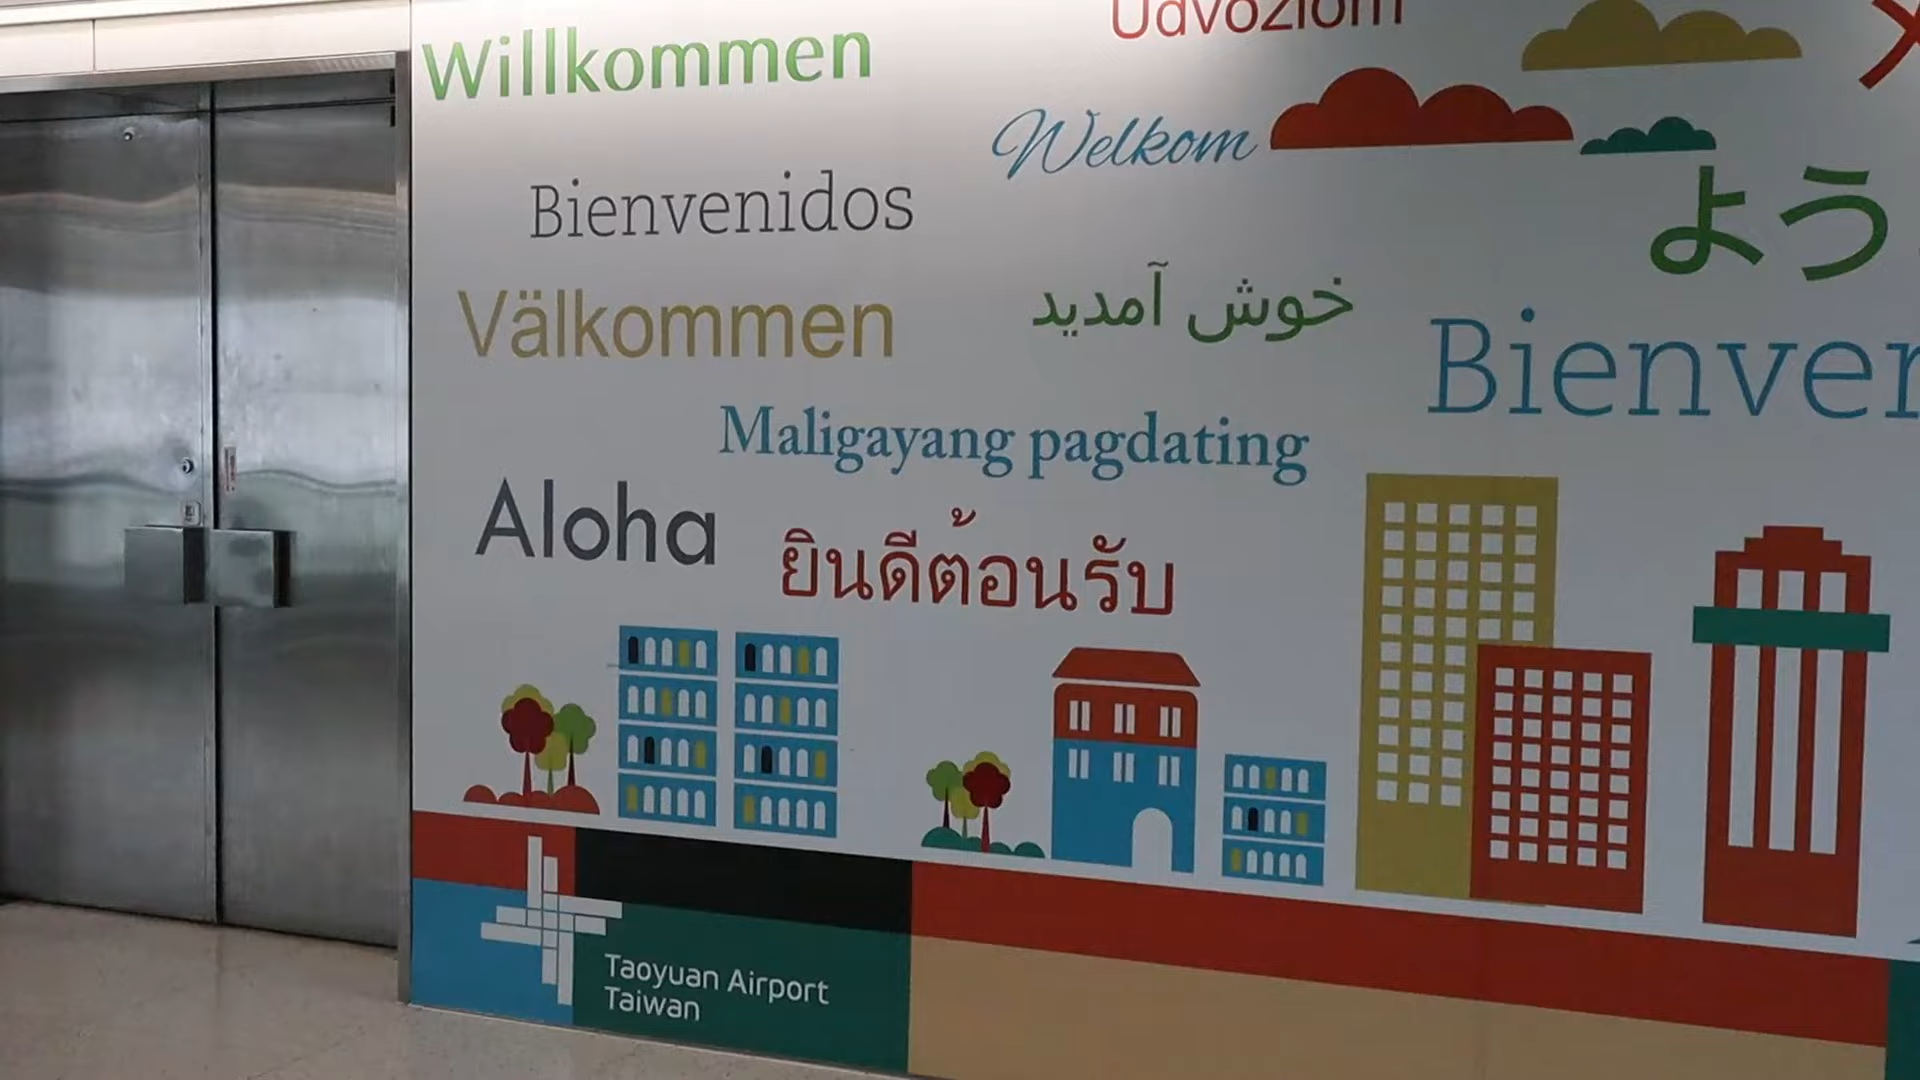 Willkommen
Welkom
Bienvenidos
よう
Välkommen
خوش آمدید
Maligayang pagdating
Aloha
ยินดีต้อนรับ
Taoyuan Airport
Taiwan